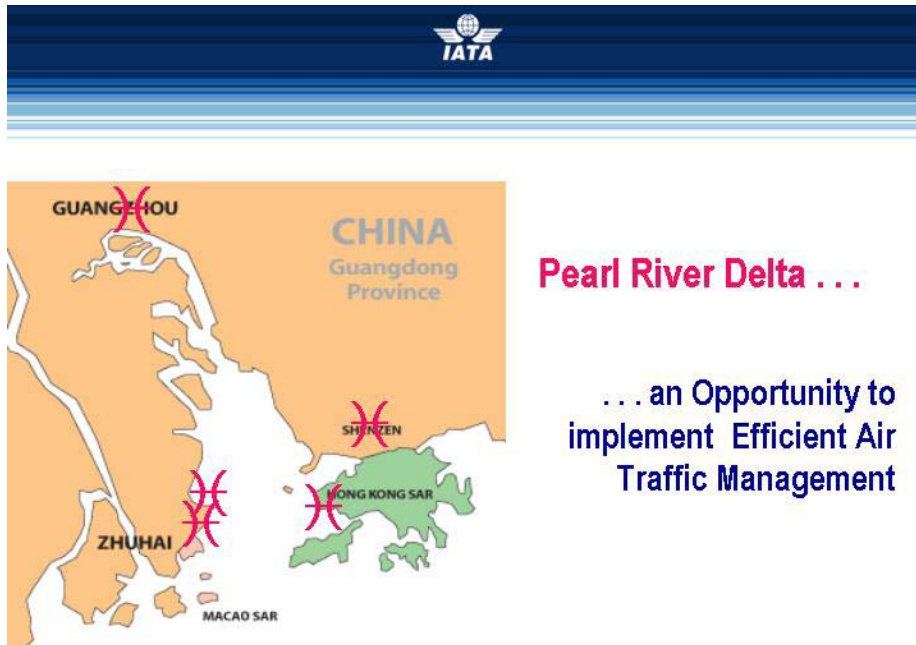 IATA
GUANGZHOU
CHINA
Guangdong
Province
SHENZEN
HONG KONG SAR
ZHUHAI
MACAO SAR
Pearl River Delta . . .
. . . an Opportunity to
implement Efficient Air
Traffic Management